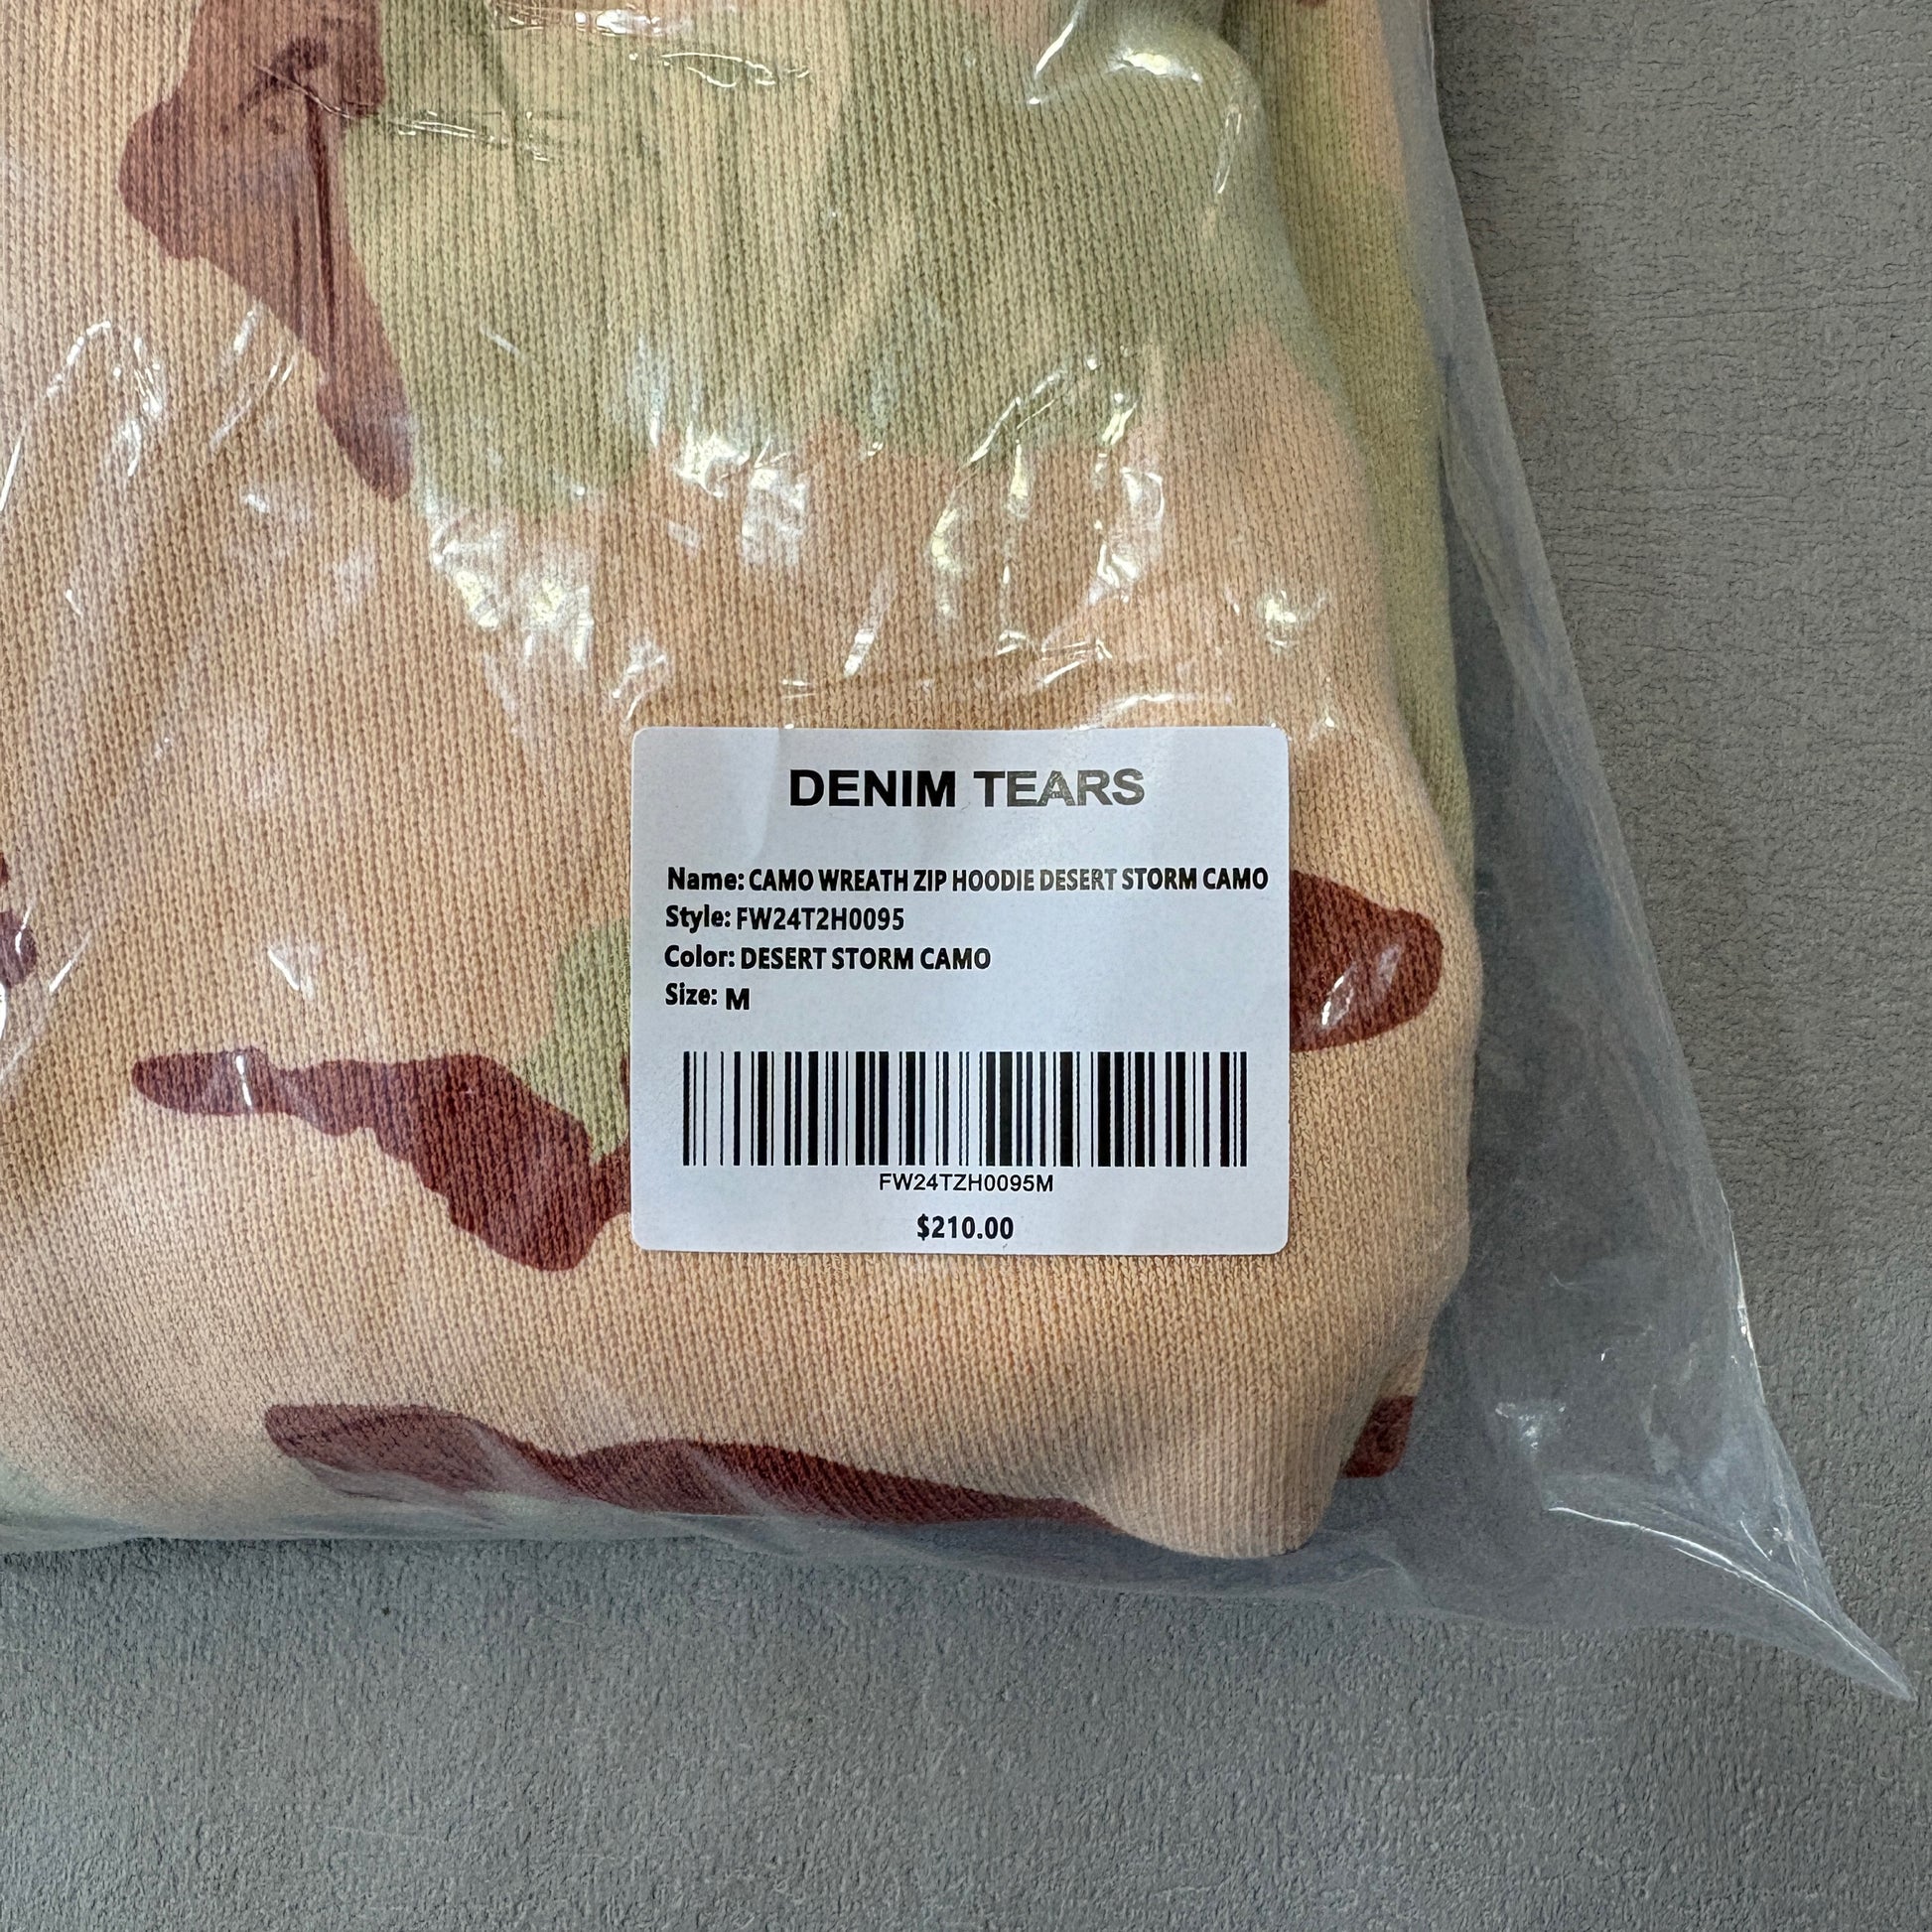 DENIM TEARS
Name: CAMO WREATH ZIP HOODIE DESERT STORM CAMO
Style: FW24T2H0095
Color: DESERT STORM CAMO
Size: M
FW24TZH0095M
$210.00